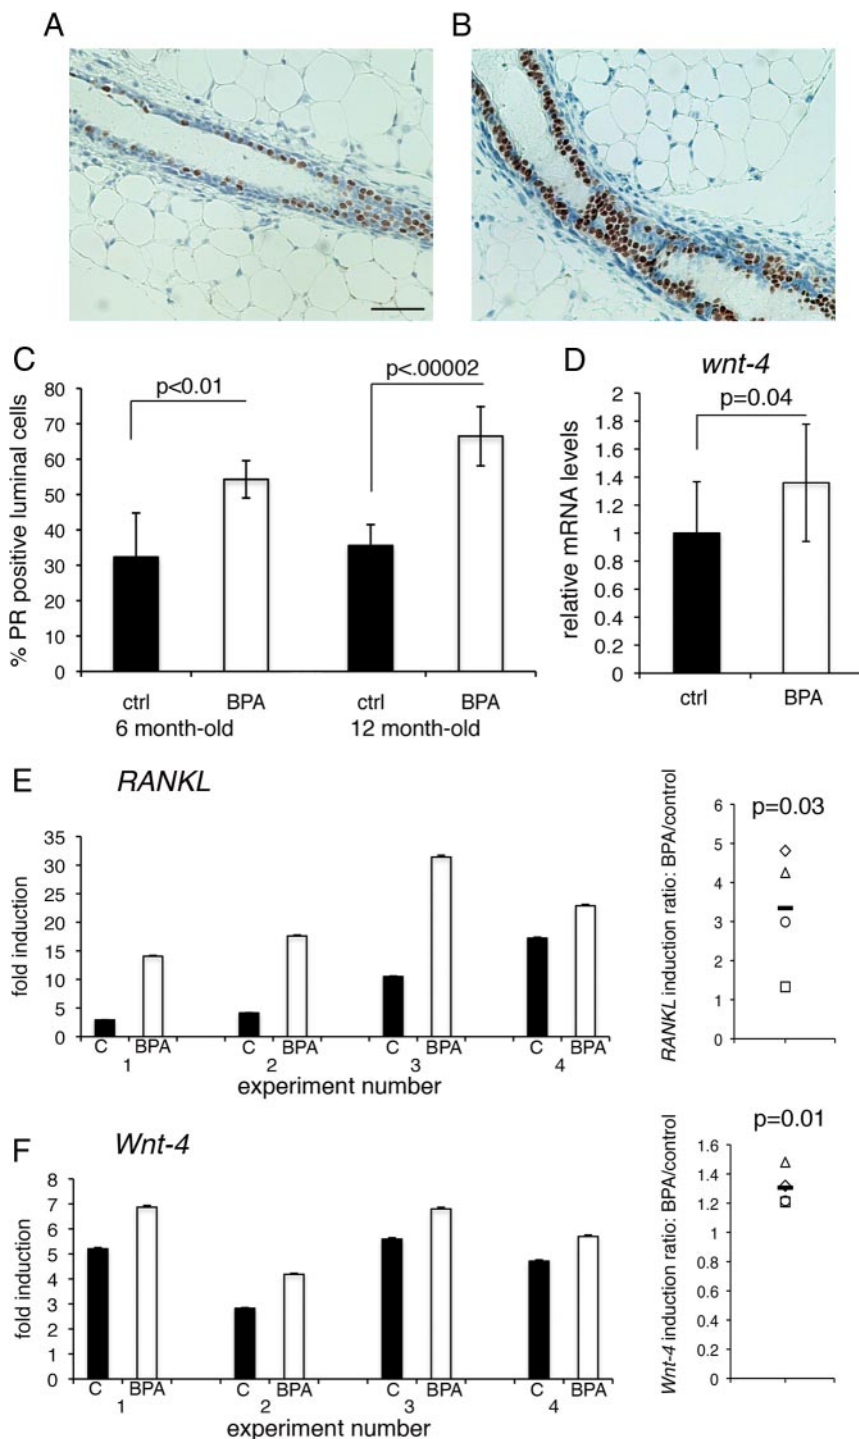 A
B
C
p<0.01
p<.00002
80
70
60
50
40
30
20
10
0
% PR positive luminal cells
ctrl BPA ctrl BPA
6 month-old 12 month-old
D wnt-4
p=0.04
2
1.8
1.6
1.4
1.2
1
0.8
0.6
0.4
0.2
0
relative mRNA levels
ctrl BPA
E RANKL
35
30
25
20
15
10
5
0
fold induction
C BPA C BPA C BPA C BPA
1 2 3 4
experiment number
p=0.03
6
5
4
3
2
1
0
RANKL induction ratio: BPA/control
F Wnt-4
8
7
6
5
4
3
2
1
0
fold induction
C BPA C BPA C BPA C BPA
1 2 3 4
experiment number
p=0.01
1.6
1.4
1.2
1
0.8
0.6
0.4
0.2
0
Wnt-4 induction ratio: BPA/control